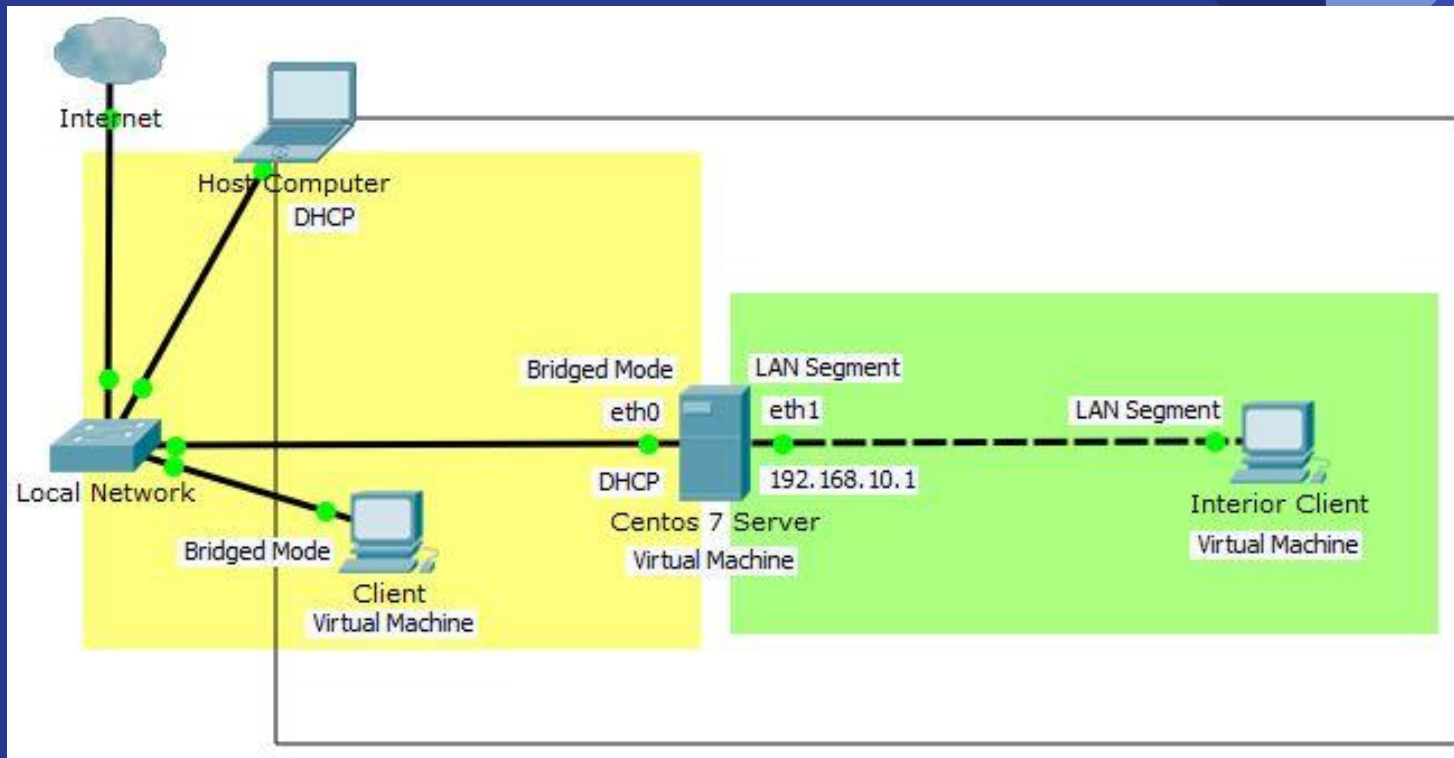 Internet
Host Computer
DHCP
Bridged Mode
LAN Segment
eth0
eth1
LAN Segment
Local Network
DHCP
192.168.10.1
Interior Client
Virtual Machine
Centos 7 Server
Virtual Machine
Bridged Mode
Client
Virtual Machine